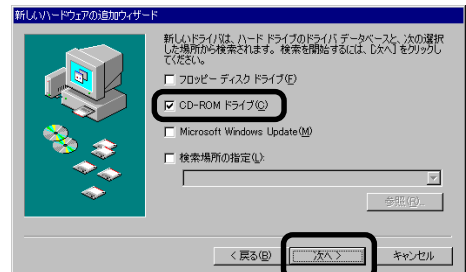 新しいハードウェアの追加ウィザード
新しいドライバは、ハード ドライブのドライバ データベースと、次の選択
した場所から検索されます。検索を開始するには、[次へ] をクリックし
てください。
フロッピー ディスク ドライブ(F)
CD-ROM ドライブ(C)
Microsoft Windows Update(M)
検索場所の指定(L):
参照(R)...
< 戻る(B)
次へ >
キャンセル